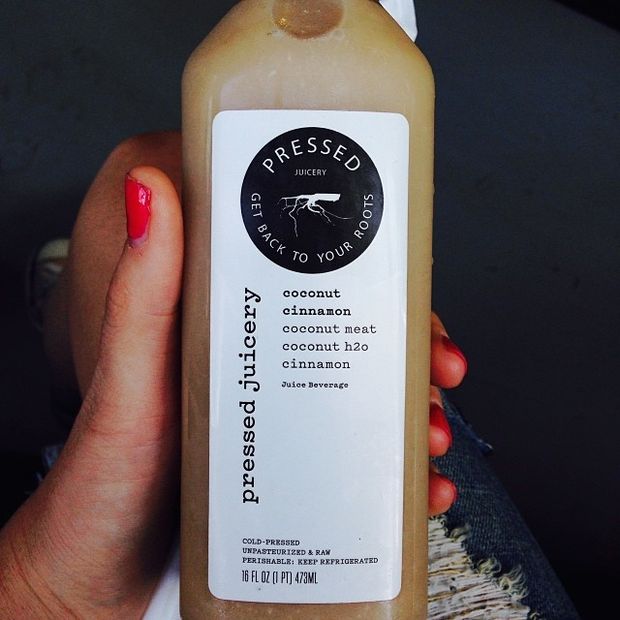 PRESSED
JUICERY
GET BACK TO YOUR ROOTS
pressed juicery
coconut
cinnamon
coconut meat
coconut h2o
cinnamon
Juice Beverage
COLD-PRESSED
UNPASTEURIZED & RAW
PERISHABLE: KEEP REFRIGERATED
16 FL OZ (1 PT) 473ML